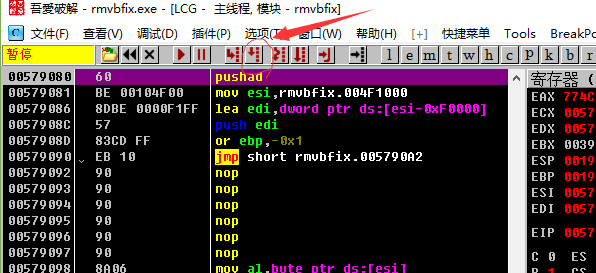 吾爱破解 - rmvbfix.exe - [LCG - 主线程, 模块 - rmvbfix]
文件(F) 查看(V) 调试(D) 插件(P) 选项(T) 窗口(W) 帮助(H) [+] 快捷菜单 Tools BreakPo
暂停 l e m t w h c
00579080 60 pushad
00579081 BE 00104F00 mov esi,rmvbfix.004F1000
00579086 8DBE 0000F1FF lea edi,dword ptr ds:[esi-0xF0000]
0057908C 57 push edi
0057908D 83CD FF or ebp,-0x1
00579090 EB 10 jmp short rmvbfix.005790A2
00579092 90 nop
00579093 90 nop
00579094 90 nop
00579095 90 nop
00579096 90 nop
00579097 90 nop
00579098 8A06 mov al,byte ptr ds:[esi]
寄存器 (
EAX 774C
ECX 0057
EDX 0057
EBX 0039
ESP 0019
EBP 0019
ESI 0057
EDI 0057
EIP 0057
C 0 ES